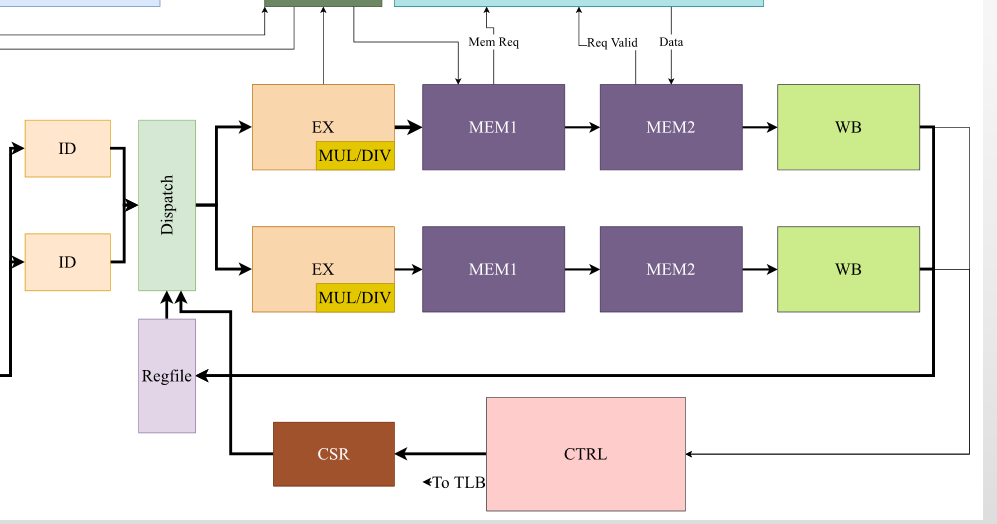 Mem Req
Req Valid
Data
ID
Dispatch
EX
MUL/DIV
MEM1
MEM2
WB
ID
EX
MUL/DIV
MEM1
MEM2
WB
Regfile
CSR
CTRL
To TLB